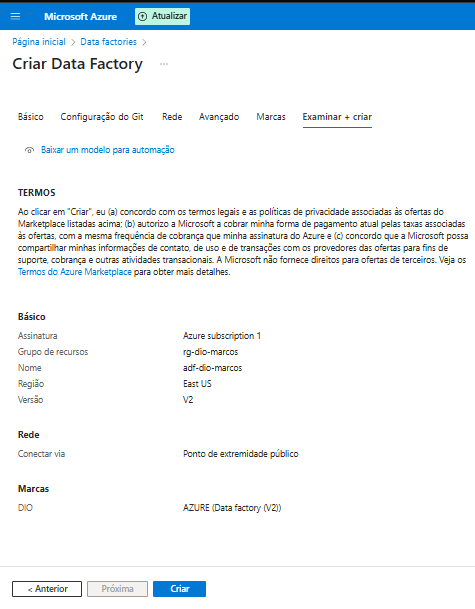 Microsoft Azure
Atualizar
Página inicial > Data factories >
Criar Data Factory ...
Básico Configuração do Git Rede Avançado Marcas Examinar + criar
Baixar um modelo para automação
TERMOS
Ao clicar em "Criar", eu (a) concordo com os termos legais e as políticas de privacidade associadas às ofertas do
Marketplace listadas acima; (b) autorizo a Microsoft a cobrar minha forma de pagamento atual pelas taxas associadas
às ofertas, com a mesma frequência de cobrança que minha assinatura do Azure e (c) concordo que a Microsoft possa
compartilhar minhas informações de contato, de uso e de transações com os provedores das ofertas para fins de
suporte, cobrança e outras atividades transacionais. A Microsoft não fornece direitos para ofertas de terceiros. Veja os
Termos do Azure Marketplace para obter mais detalhes.
Básico
Assinatura Azure subscription 1
Grupo de recursos rg-dio-marcos
Nome adf-dio-marcos
Região East US
Versão V2
Rede
Conectar via Ponto de extremidade público
Marcas
DIO AZURE (Data factory (V2))
< Anterior Próxima Criar